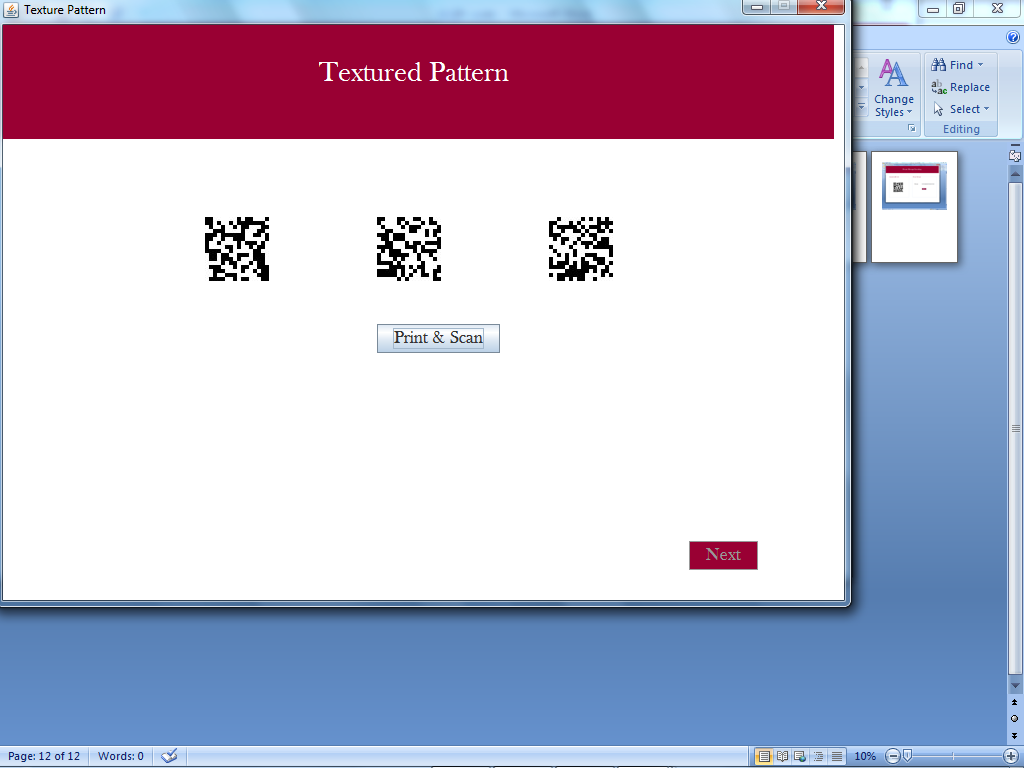 Texture Pattern
Textured Pattern
Print & Scan
Next
Change
Styles
Find
Replace
Select
Editing
Page: 12 of 12
Words: 0
10%